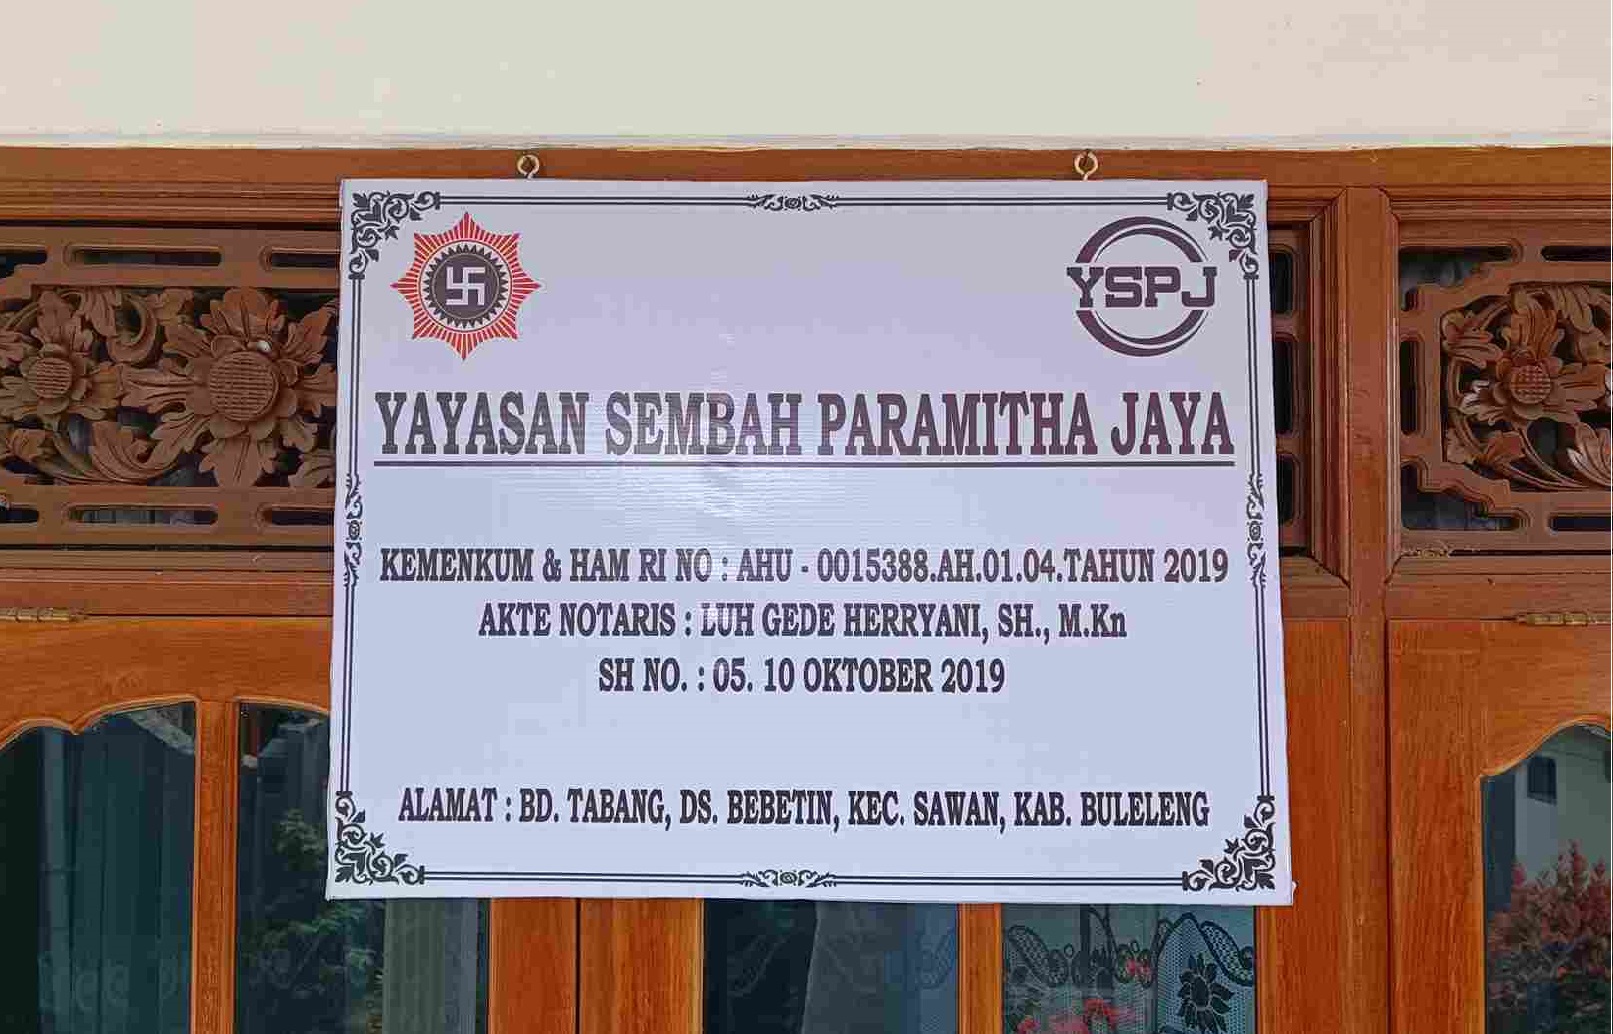 YSPJ
YAYASAN SEMBAH PARAMITHA JAYA
KEMENKUM & HAM RI NO : AHU - 0015388.AH.01.04.TAHUN 2019
AKTE NOTARIS : LUH GEDE HERRYANI, SH., M.Kn
SH NO. : 05. 10 OKTOBER 2019
ALAMAT : BD. TABANG, DS. BEBETIN, KEC. SAWAN, KAB. BULELENG